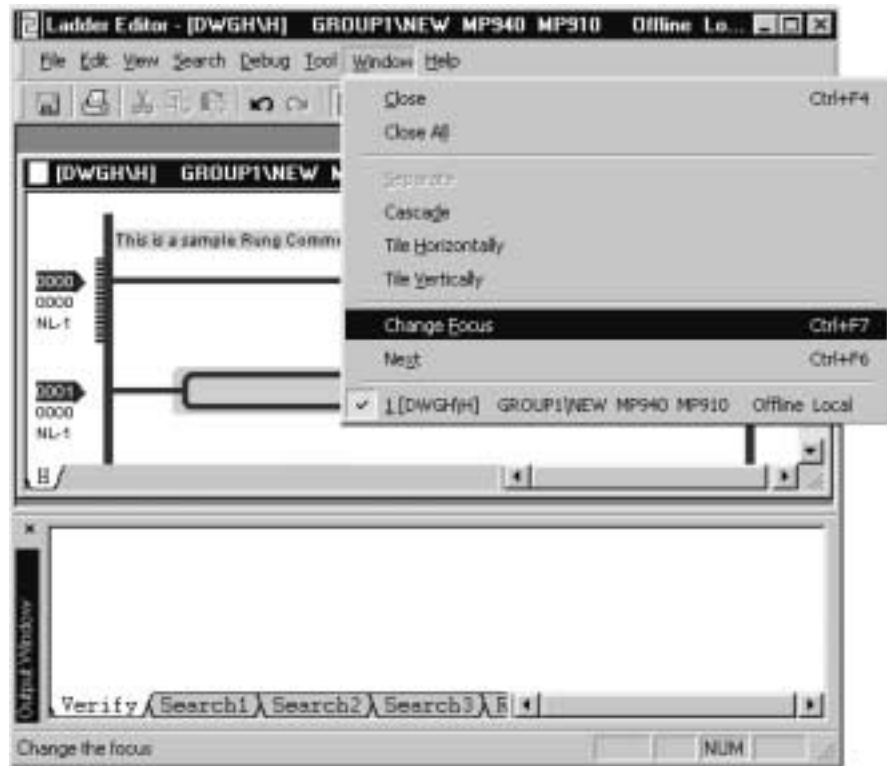 Ladder Editor - [DWGH\H] GROUP1\NEW MP940 MP910 Offline Lo...
File Edit View Search Debug Tool Window Help
Close Ctrl+F4
Close All
Separate
Cascade
Tile Horizontally
Tile Vertically
Change Focus Ctrl+F7
Next Ctrl+F6
✓ 1 [DWGH\H] GROUP1\NEW MP940 MP910 Offline Local
[DWGH\H] GROUP1\NEW M
This is a sample Rung Comme
0000
0000
NL-1
0001
0000
NL-1
H
Output Window
Verify Search1 Search2 Search3
Change the focus NUM